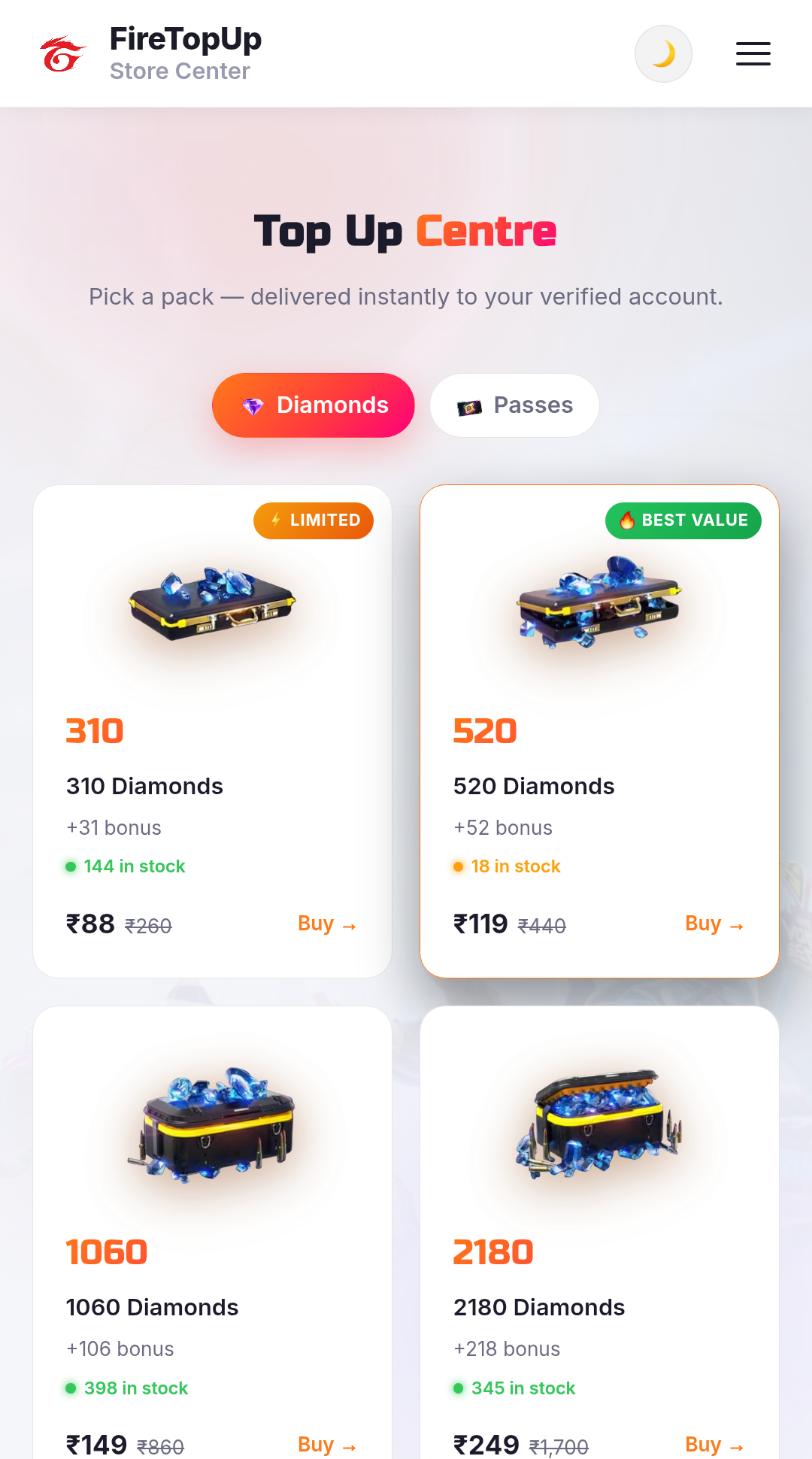 FireTopUp
Store Center
Top Up Centre
Pick a pack — delivered instantly to your verified account.
Diamonds
Passes
⚡ LIMITED
310
310 Diamonds
+31 bonus
144 in stock
₹88 ₹260
Buy →
🔥 BEST VALUE
520
520 Diamonds
+52 bonus
18 in stock
₹119 ₹440
Buy →
1060
1060 Diamonds
+106 bonus
398 in stock
₹149 ₹860
Buy →
2180
2180 Diamonds
+218 bonus
345 in stock
₹249 ₹1,700
Buy →